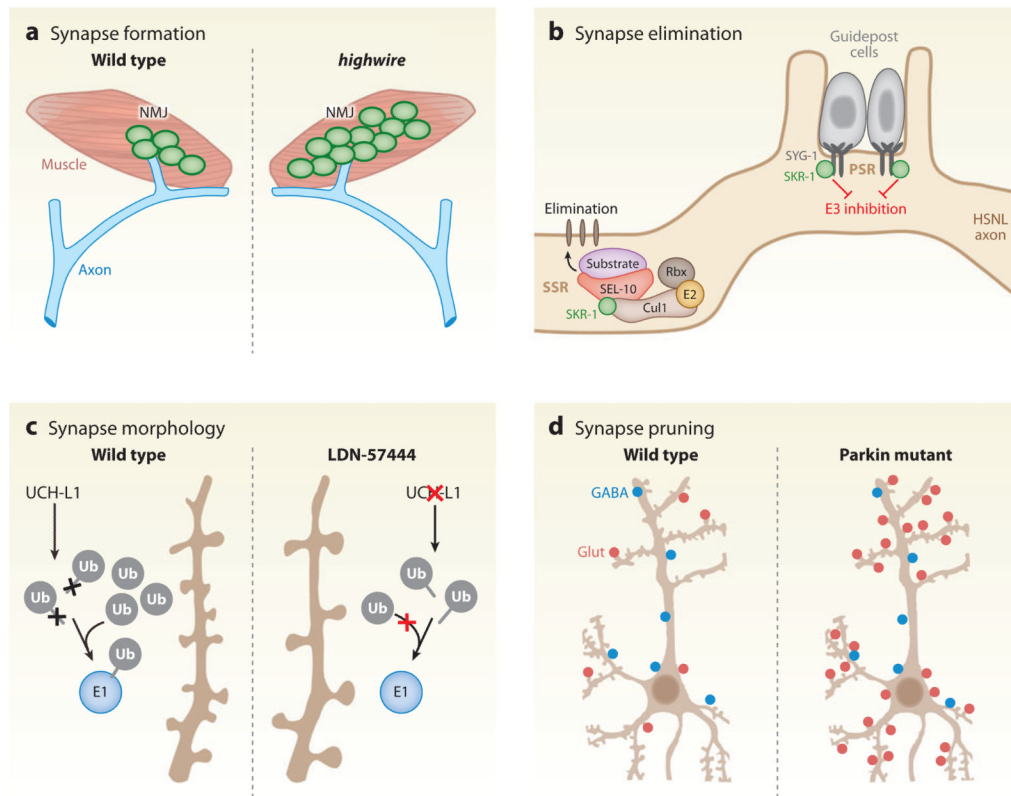 a Synapse formation
Wild type
highwire
NMJ
NMJ
Muscle
Axon
b Synapse elimination
Guidepost
cells
SYG-1
SKR-1
PSR
E3 inhibition
HSNL
axon
Elimination
Substrate
Rbx
SSR
SEL-10
E2
SKR-1
Cul1
c Synapse morphology
Wild type
LDN-57444
UCH-L1
UCH-L1
Ub
Ub
Ub
Ub
Ub
Ub
Ub
E1
Ub
Ub
Ub
E1
d Synapse pruning
Wild type
Parkin mutant
GABA
Glut